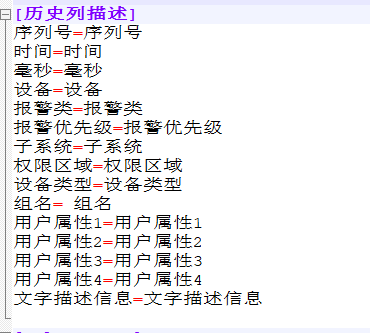 [历史列描述]
序列号=序列号
时间=时间
毫秒=毫秒
设备=设备
报警类=报警类
报警优先级=报警优先级
子系统=子系统
权限区域=权限区域
设备类型=设备类型
组名= 组名
用户属性1=用户属性1
用户属性2=用户属性2
用户属性3=用户属性3
用户属性4=用户属性4
文字描述信息=文字描述信息